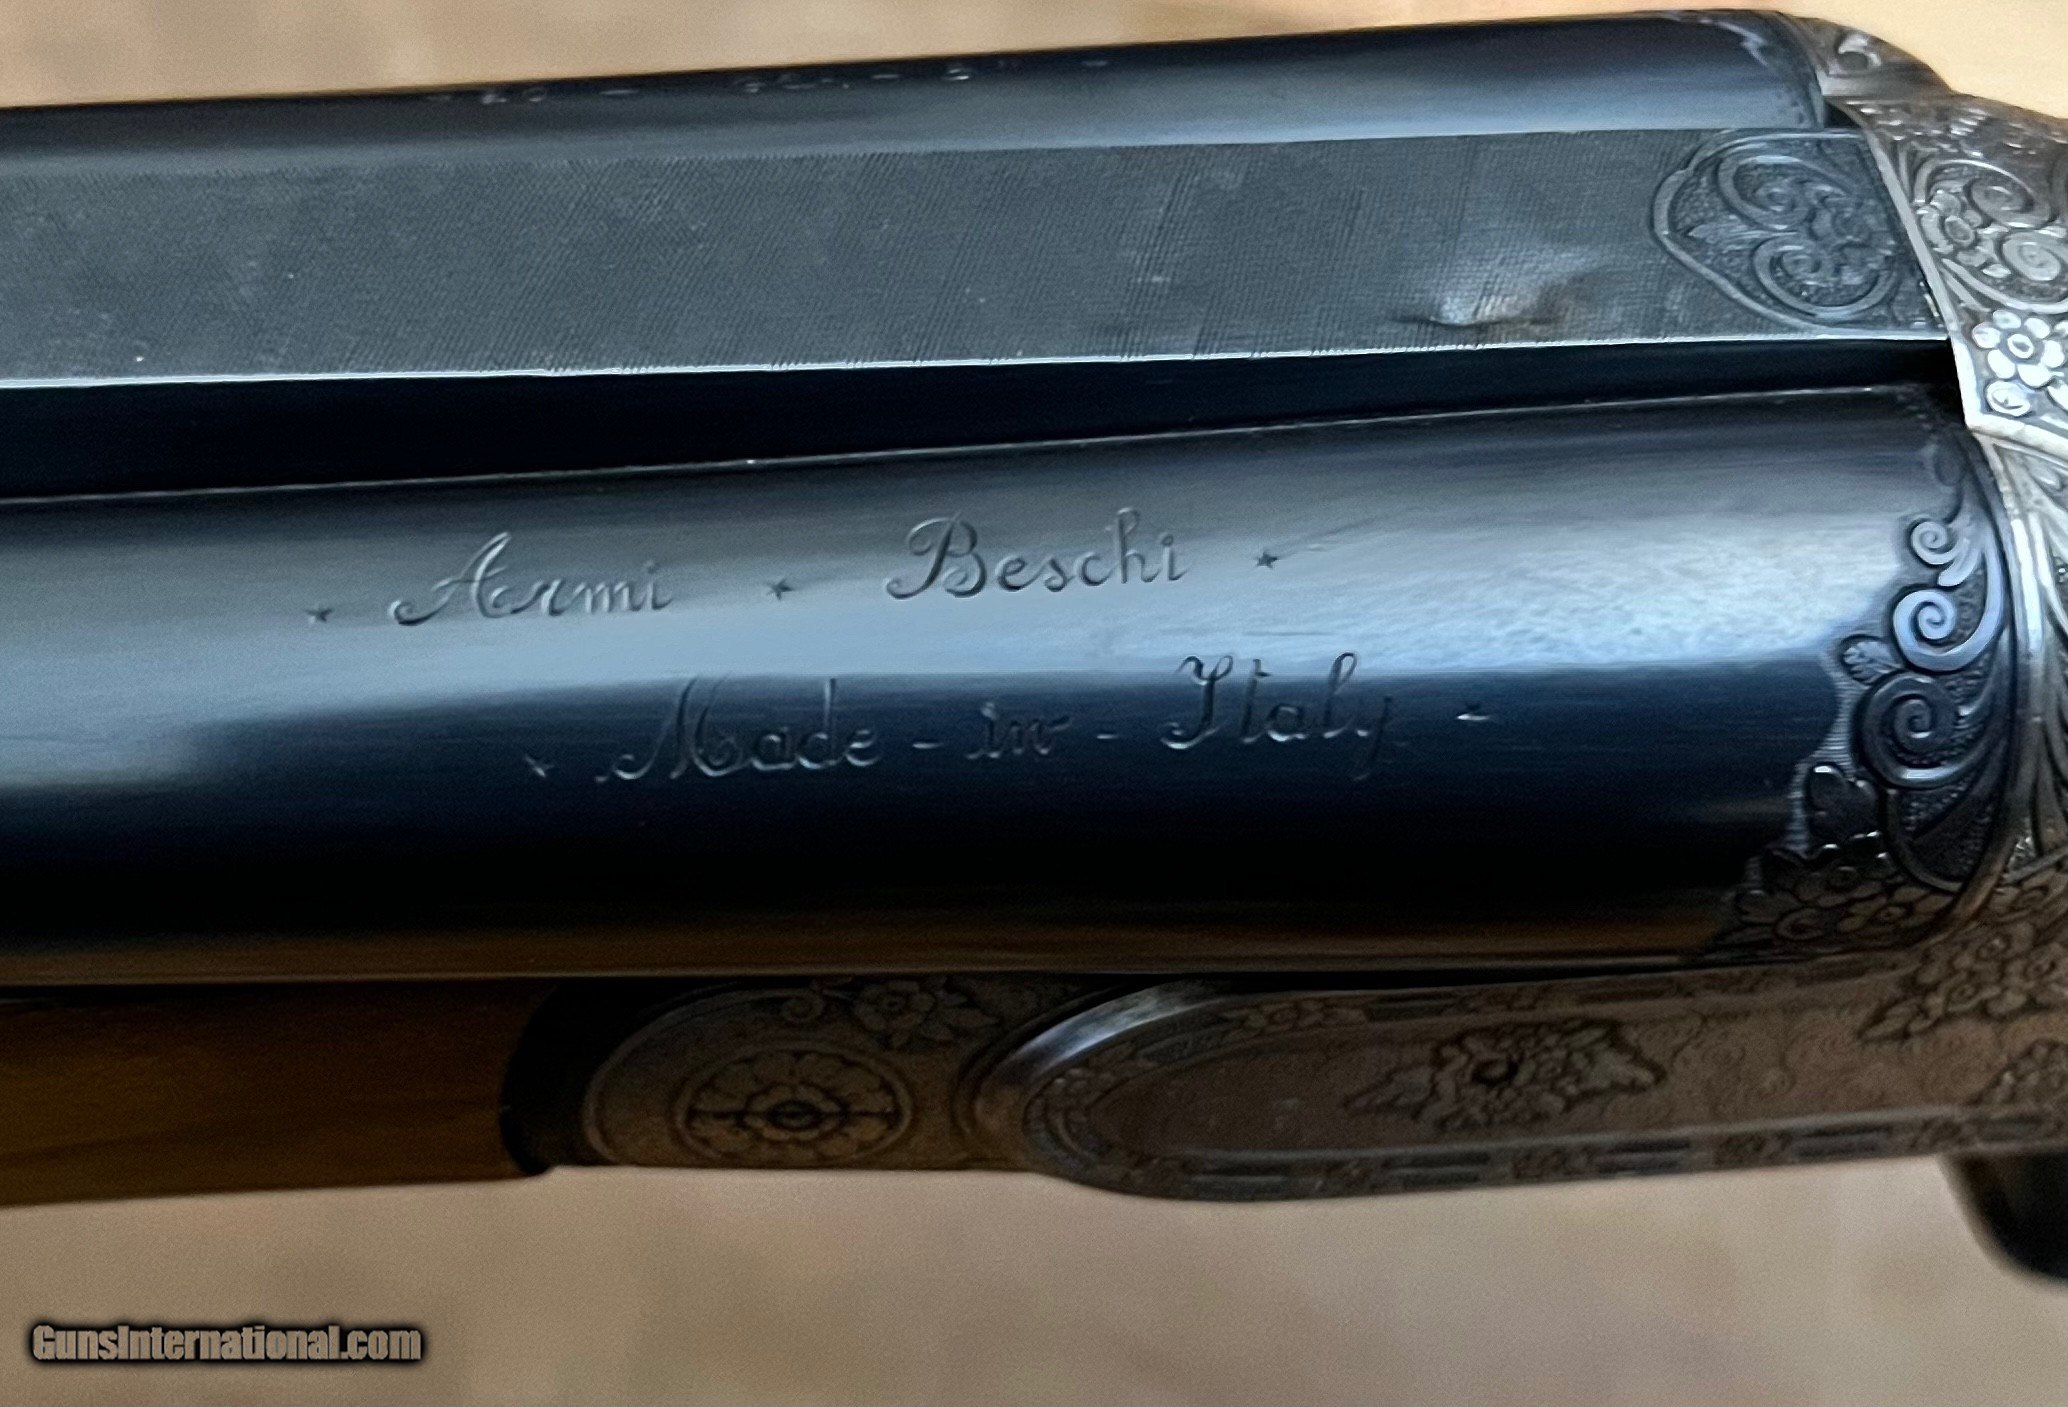 Armi Beschi
Made - in - Italy -
GunsInternational.com